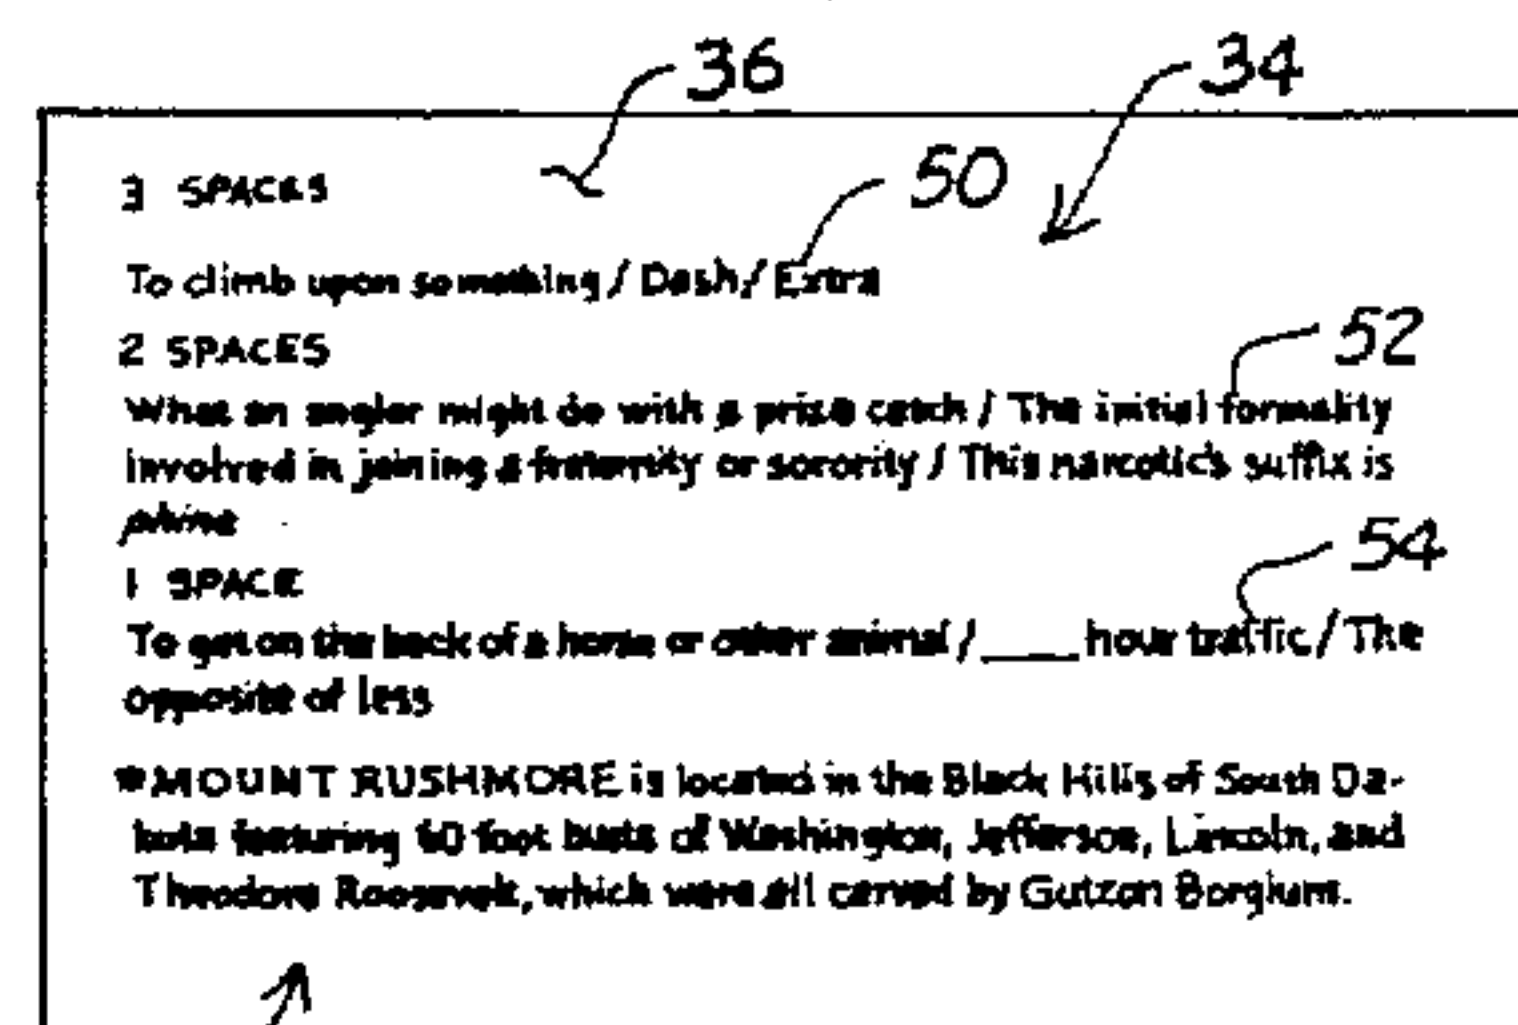 36
34
3 SPACES
50
To climb upon something / Dash / Extra
52
2 SPACES
What an angler might do with a prize catch / The initial formality
involved in joining a fraternity or sorority / This narcotic's suffix is
phine
54
1 SPACE
To get on the back of a horse or other animal / ____ hour traffic / The
opposite of less
*MOUNT RUSHMORE is located in the Black Hills of South Da-
kota featuring 60 foot busts of Washington, Jefferson, Lincoln, and
Theodore Roosevelt, which were all carved by Gutzon Borglum.